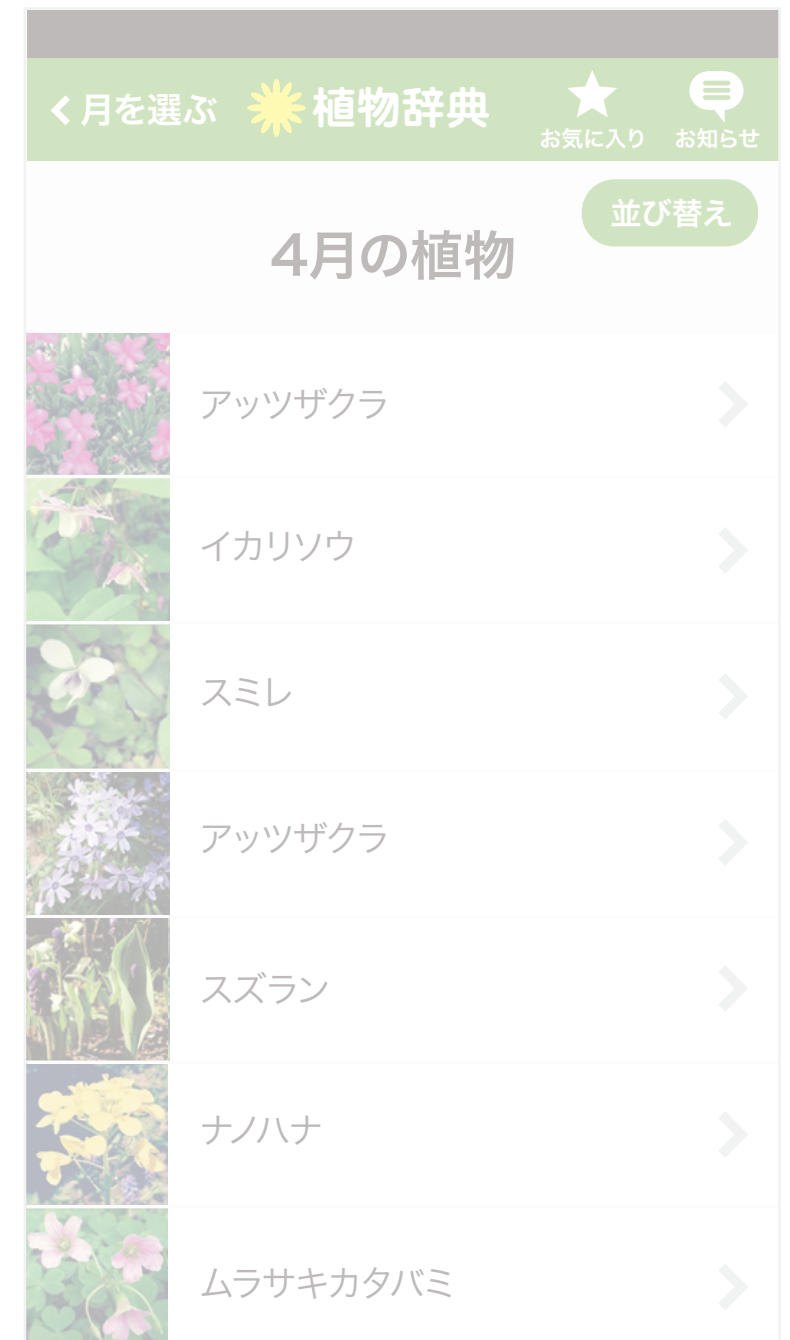 月を選ぶ 植物辞典 お気に入り お知らせ
並び替え
4月の植物
アッツザクラ
イカリソウ
スミレ
アッツザクラ
スズラン
ナノハナ
ムラサキカタバミ